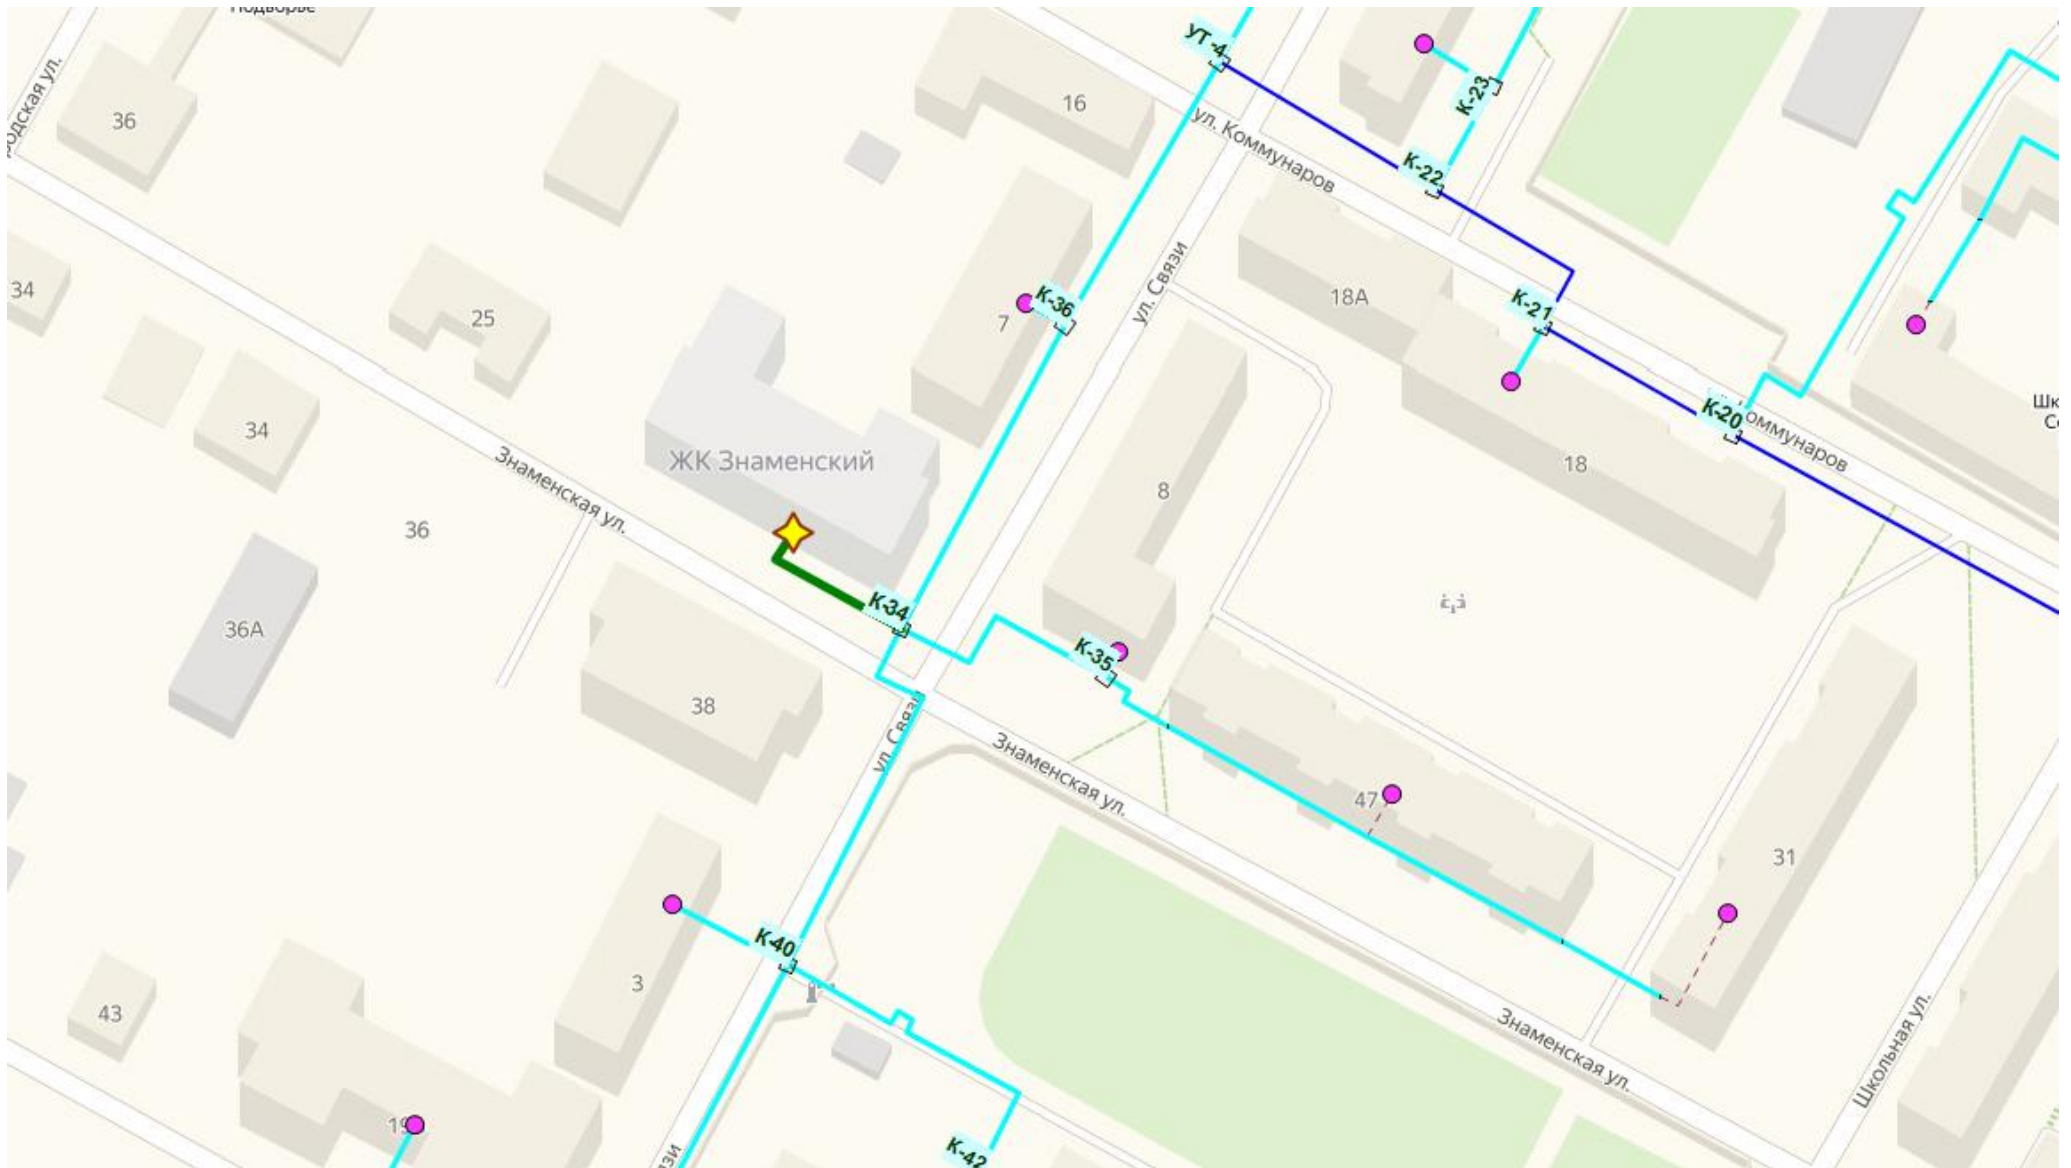 Подворье
36
16
УТ-4
К-23
ул. Коммунаров
К-22
34
25
7
К-36
ул. Связи
18А
К-21
34
ЖК Знаменский
8
18
К-20
Знаменская ул.
36
36А
К-34
К-35
38
ул. Связи
Знаменская ул.
47
31
К-40
3
43
Знаменская ул.
Школьная ул.
К-42